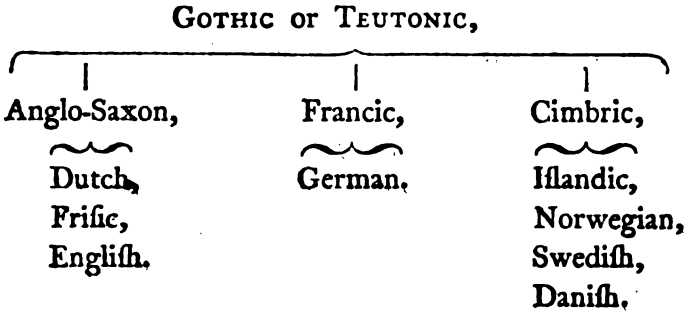 GOTHIC or TEUTONIC,
Anglo-Saxon, Francic, Cimbric,
Dutch, German. Iſlandic,
Friſic, Norwegian,
Engliſh. Swediſh,
Daniſh.